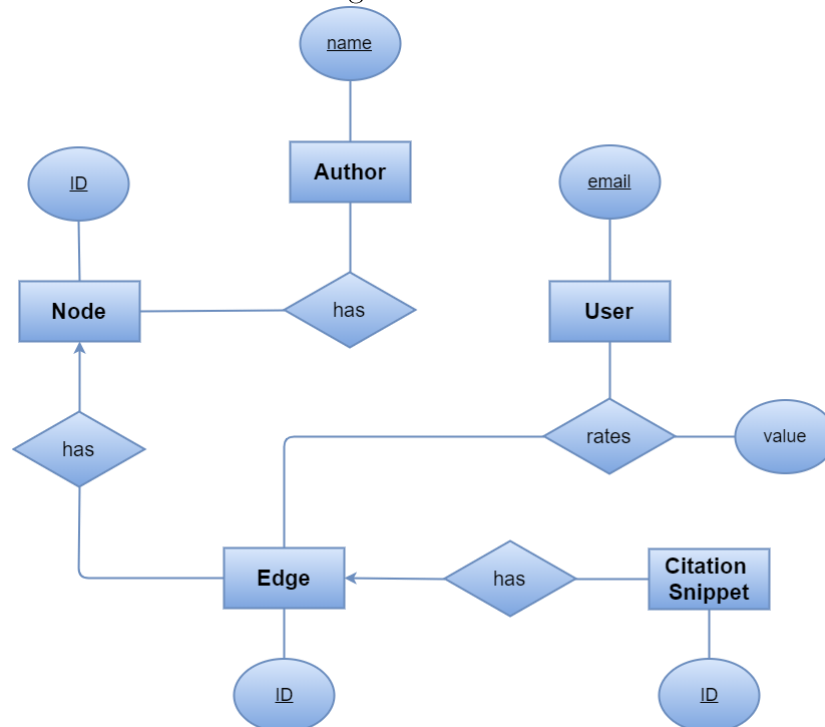 name
Author
ID
email
Node
has
User
has
rates
value
Edge
has
Citation
Snippet
ID
ID